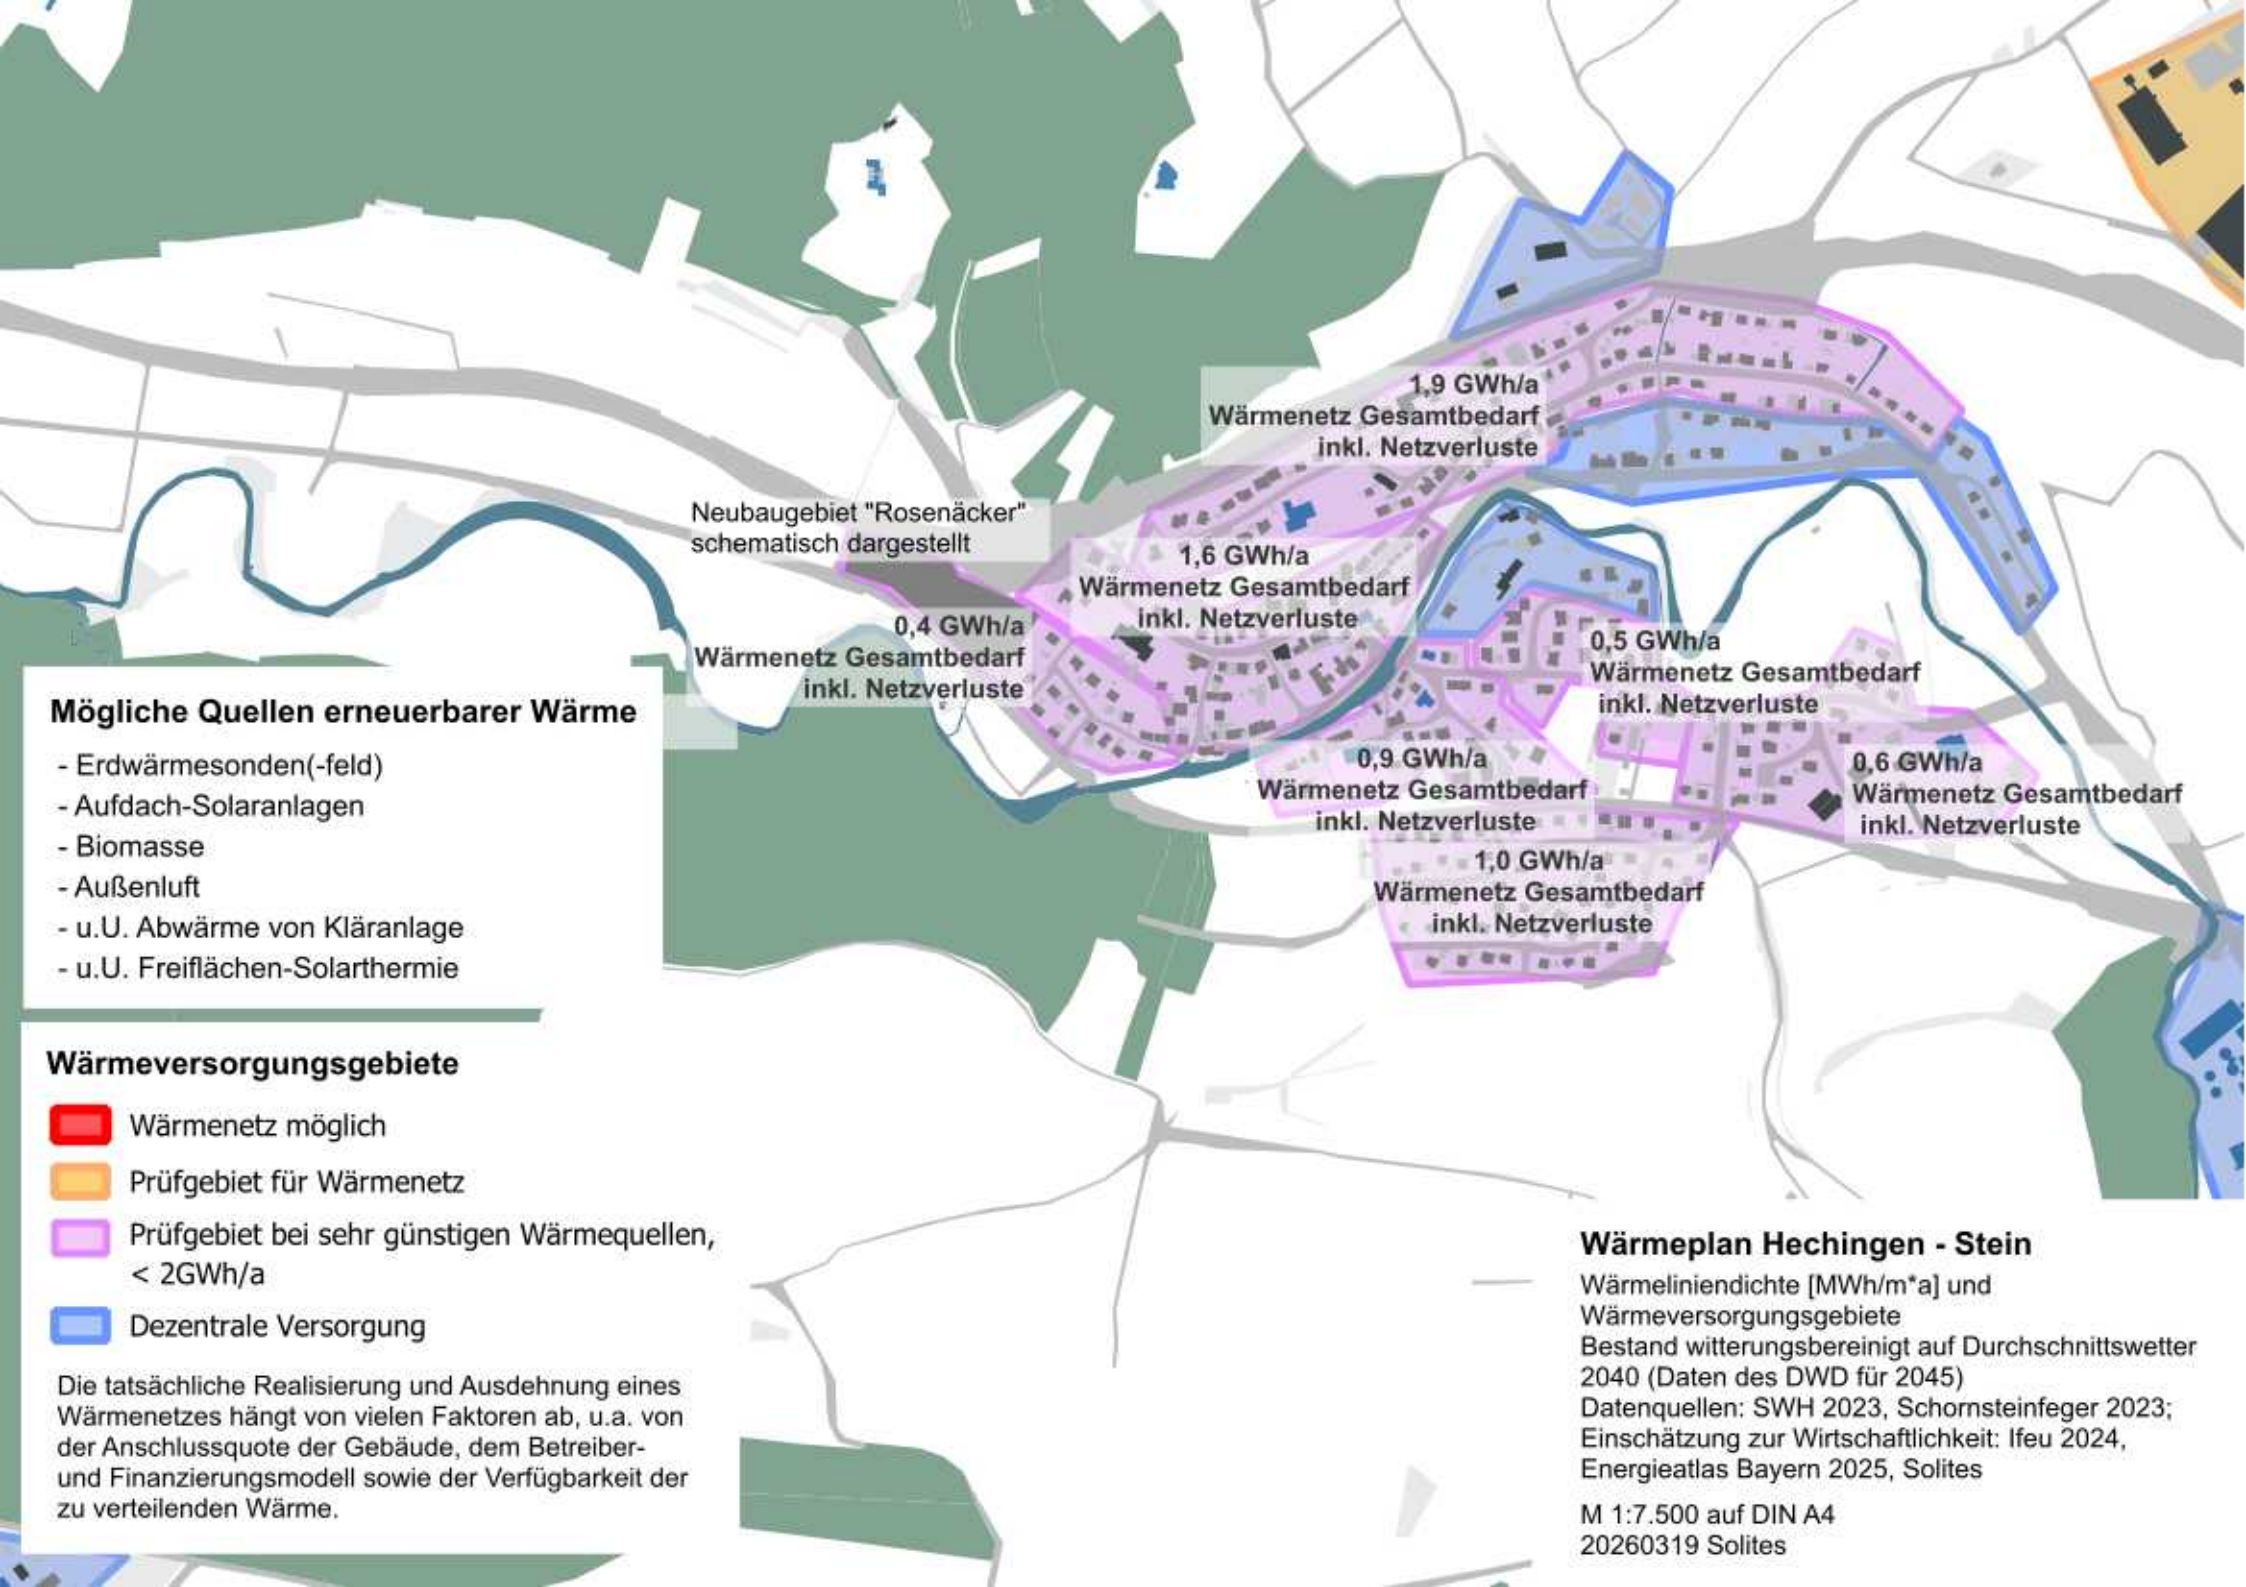 1,9 GWh/a
Wärmenetz Gesamtbedarf
inkl. Netzverluste
Neubaugebiet "Rosenäcker"
schematisch dargestellt
1,6 GWh/a
Wärmenetz Gesamtbedarf
inkl. Netzverluste
0,4 GWh/a
Wärmenetz Gesamtbedarf
inkl. Netzverluste
0,5 GWh/a
Wärmenetz Gesamtbedarf
inkl. Netzverluste
0,9 GWh/a
Wärmenetz Gesamtbedarf
inkl. Netzverluste
0,6 GWh/a
Wärmenetz Gesamtbedarf
inkl. Netzverluste
1,0 GWh/a
Wärmenetz Gesamtbedarf
inkl. Netzverluste
Mögliche Quellen erneuerbarer Wärme
- Erdwärmesonden(-feld)
- Aufdach-Solaranlagen
- Biomasse
- Außenluft
- u.U. Abwärme von Kläranlage
- u.U. Freiflächen-Solarthermie
Wärmeversorgungsgebiete
Wärmenetz möglich
Prüfgebiet für Wärmenetz
Prüfgebiet bei sehr günstigen Wärmequellen,
< 2GWh/a
Dezentrale Versorgung
Die tatsächliche Realisierung und Ausdehnung eines
Wärmenetzes hängt von vielen Faktoren ab, u.a. von
der Anschlussquote der Gebäude, dem Betreiber-
und Finanzierungsmodell sowie der Verfügbarkeit der
zu verteilenden Wärme.
Wärmeplan Hechingen - Stein
Wärmeliniendichte [MWh/m*a] und
Wärmeversorgungsgebiete
Bestand witterungsbereinigt auf Durchschnittswetter
2040 (Daten des DWD für 2045)
Datenquellen: SWH 2023, Schornsteinfeger 2023;
Einschätzung zur Wirtschaftlichkeit: Ifeu 2024,
Energieatlas Bayern 2025, Solites
M 1:7.500 auf DIN A4
20260319 Solites